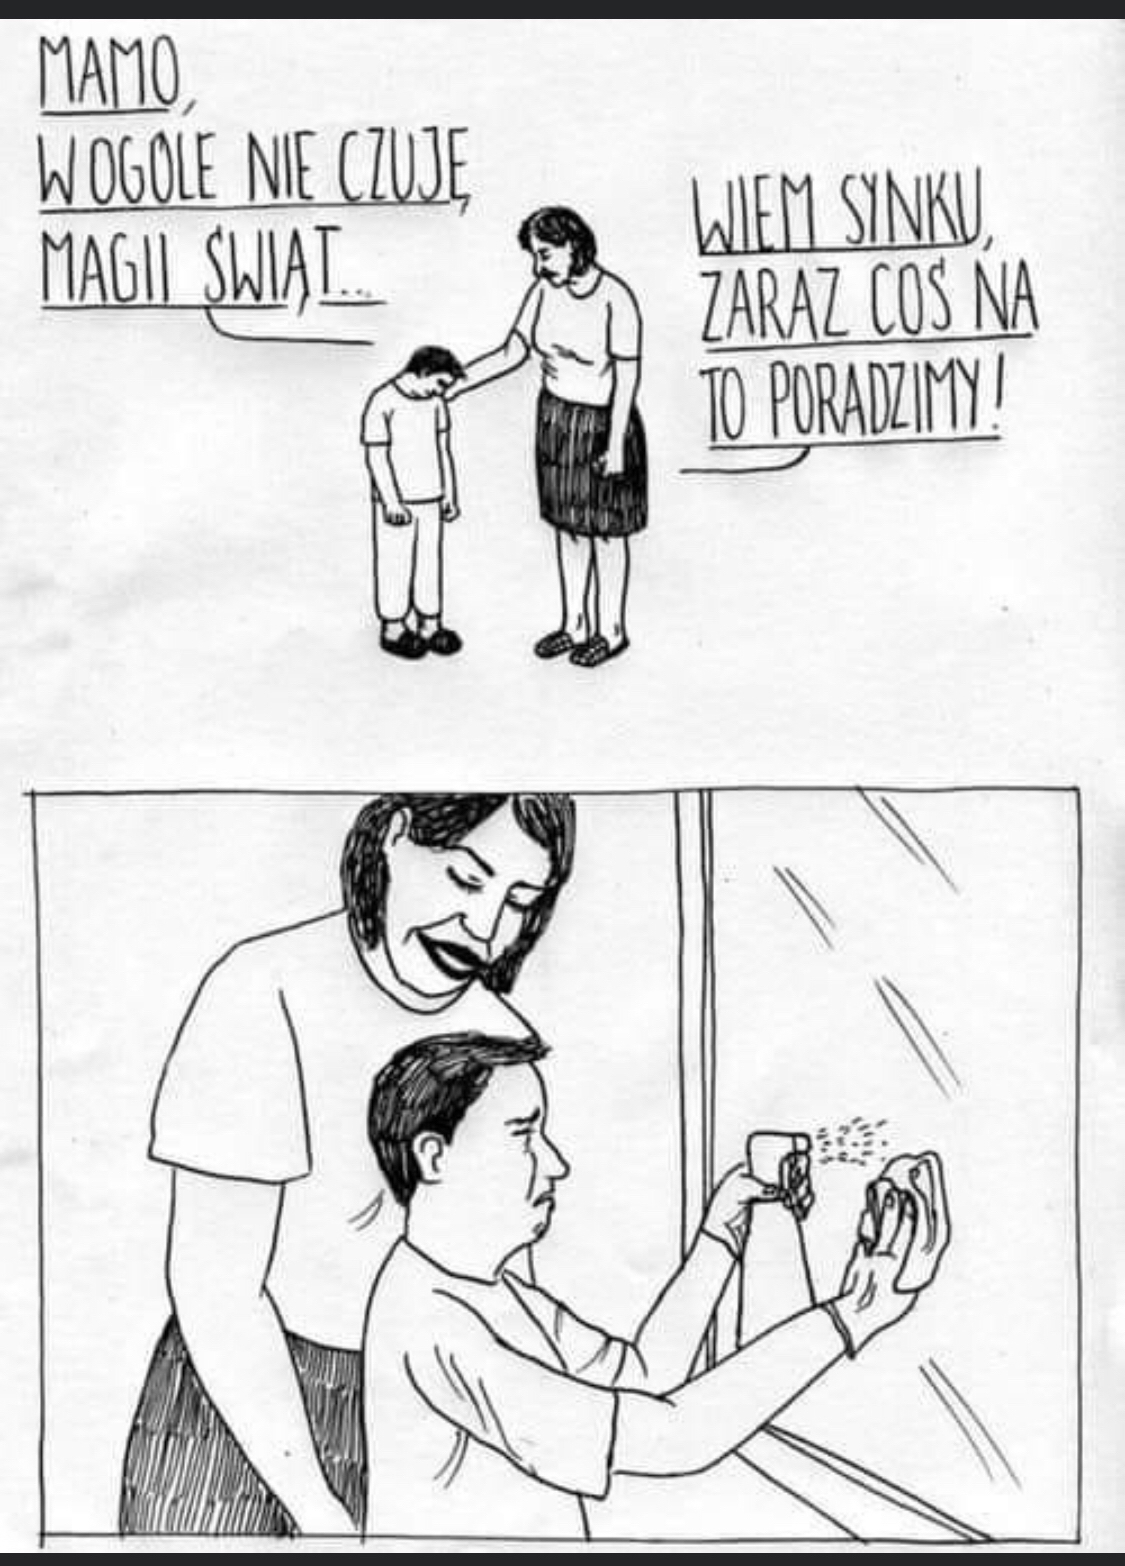 MAMO,
W OGÓLE NIE CZUJĘ
MAGII ŚWIĄT...
WIEM SYNKU,
ZARAZ COŚ NA
TO PORADZIMY!